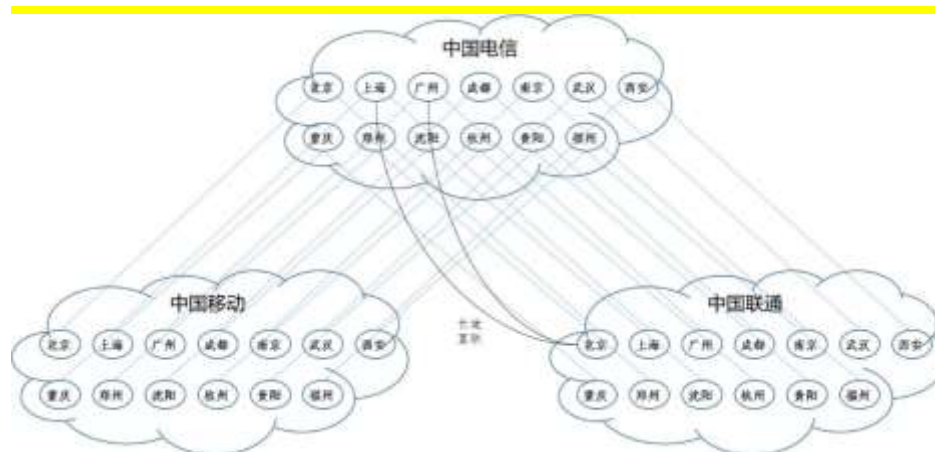 中国电信
北京 上海 广州 成都 南京 武汉 西安
重庆 郑州 沈阳 杭州 贵阳 福州
中国移动
中国联通
长途
直联
北京 上海 广州 成都 南京 武汉 西安
北京 上海 广州 成都 南京 武汉 西安
重庆 郑州 沈阳 杭州 贵阳 福州
重庆 郑州 沈阳 杭州 贵阳 福州